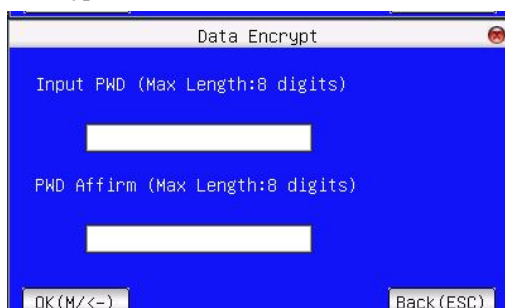 Data Encrypt
Input PWD (Max Length:8 digits)
PWD Affirm (Max Length:8 digits)
OK(M/<-) Back(ESC)